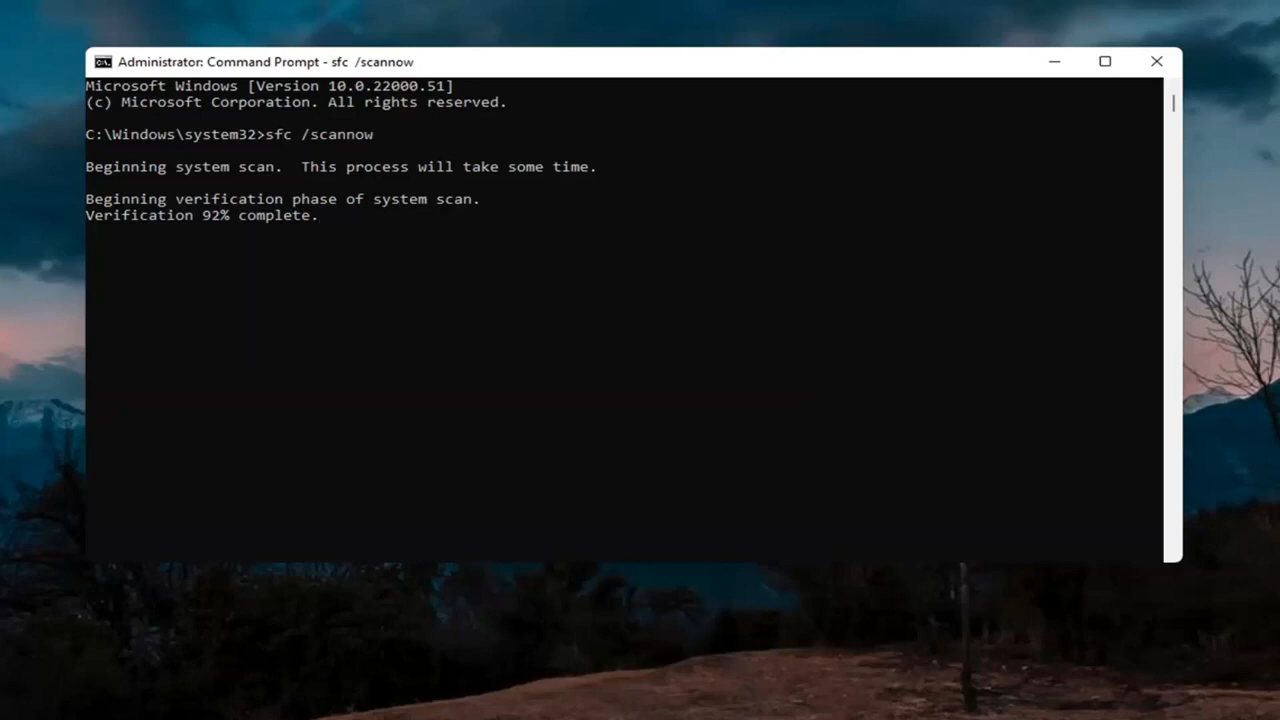 Administrator: Command Prompt - sfc  /scannow
Microsoft Windows [Version 10.0.22000.51]
(c) Microsoft Corporation. All rights reserved.
C:\Windows\system32>sfc /scannow
Beginning system scan.  This process will take some time.
Beginning verification phase of system scan.
Verification 92% complete.